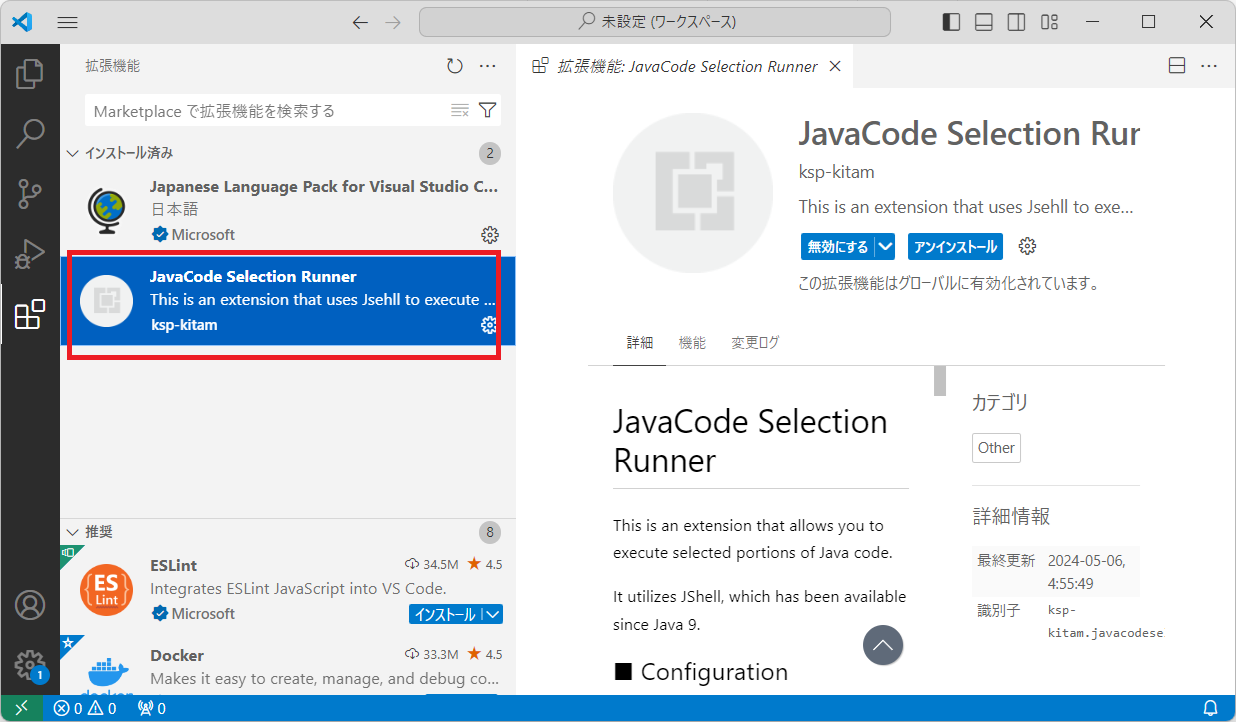 未設定 (ワークスペース)
拡張機能
Marketplace で拡張機能を検索する
インストール済み
2
Japanese Language Pack for Visual Studio C...
日本語
Microsoft
JavaCode Selection Runner
This is an extension that uses Jsehll to execute ...
ksp-kitam
推奨
8
ESLint
34.5M
4.5
Integrates ESLint JavaScript into VS Code.
Microsoft
インストール
ES
Lint
Docker
33.3M
4.5
Makes it easy to create, manage, and debug co...
docker
拡張機能: JavaCode Selection Runner
JavaCode Selection Rur
ksp-kitam
This is an extension that uses Jsehll to exe...
無効にする
アンインストール
この拡張機能はグローバルに有効化されています。
詳細
機能
変更ログ
JavaCode Selection
Runner
This is an extension that allows you to
execute selected portions of Java code.
It utilizes JShell, which has been available
since Java 9.
■ Configuration
カテゴリ
Other
詳細情報
最終更新 2024-05-06,
4:55:49
識別子 ksp-
kitam.javacodese
1
0 0 0